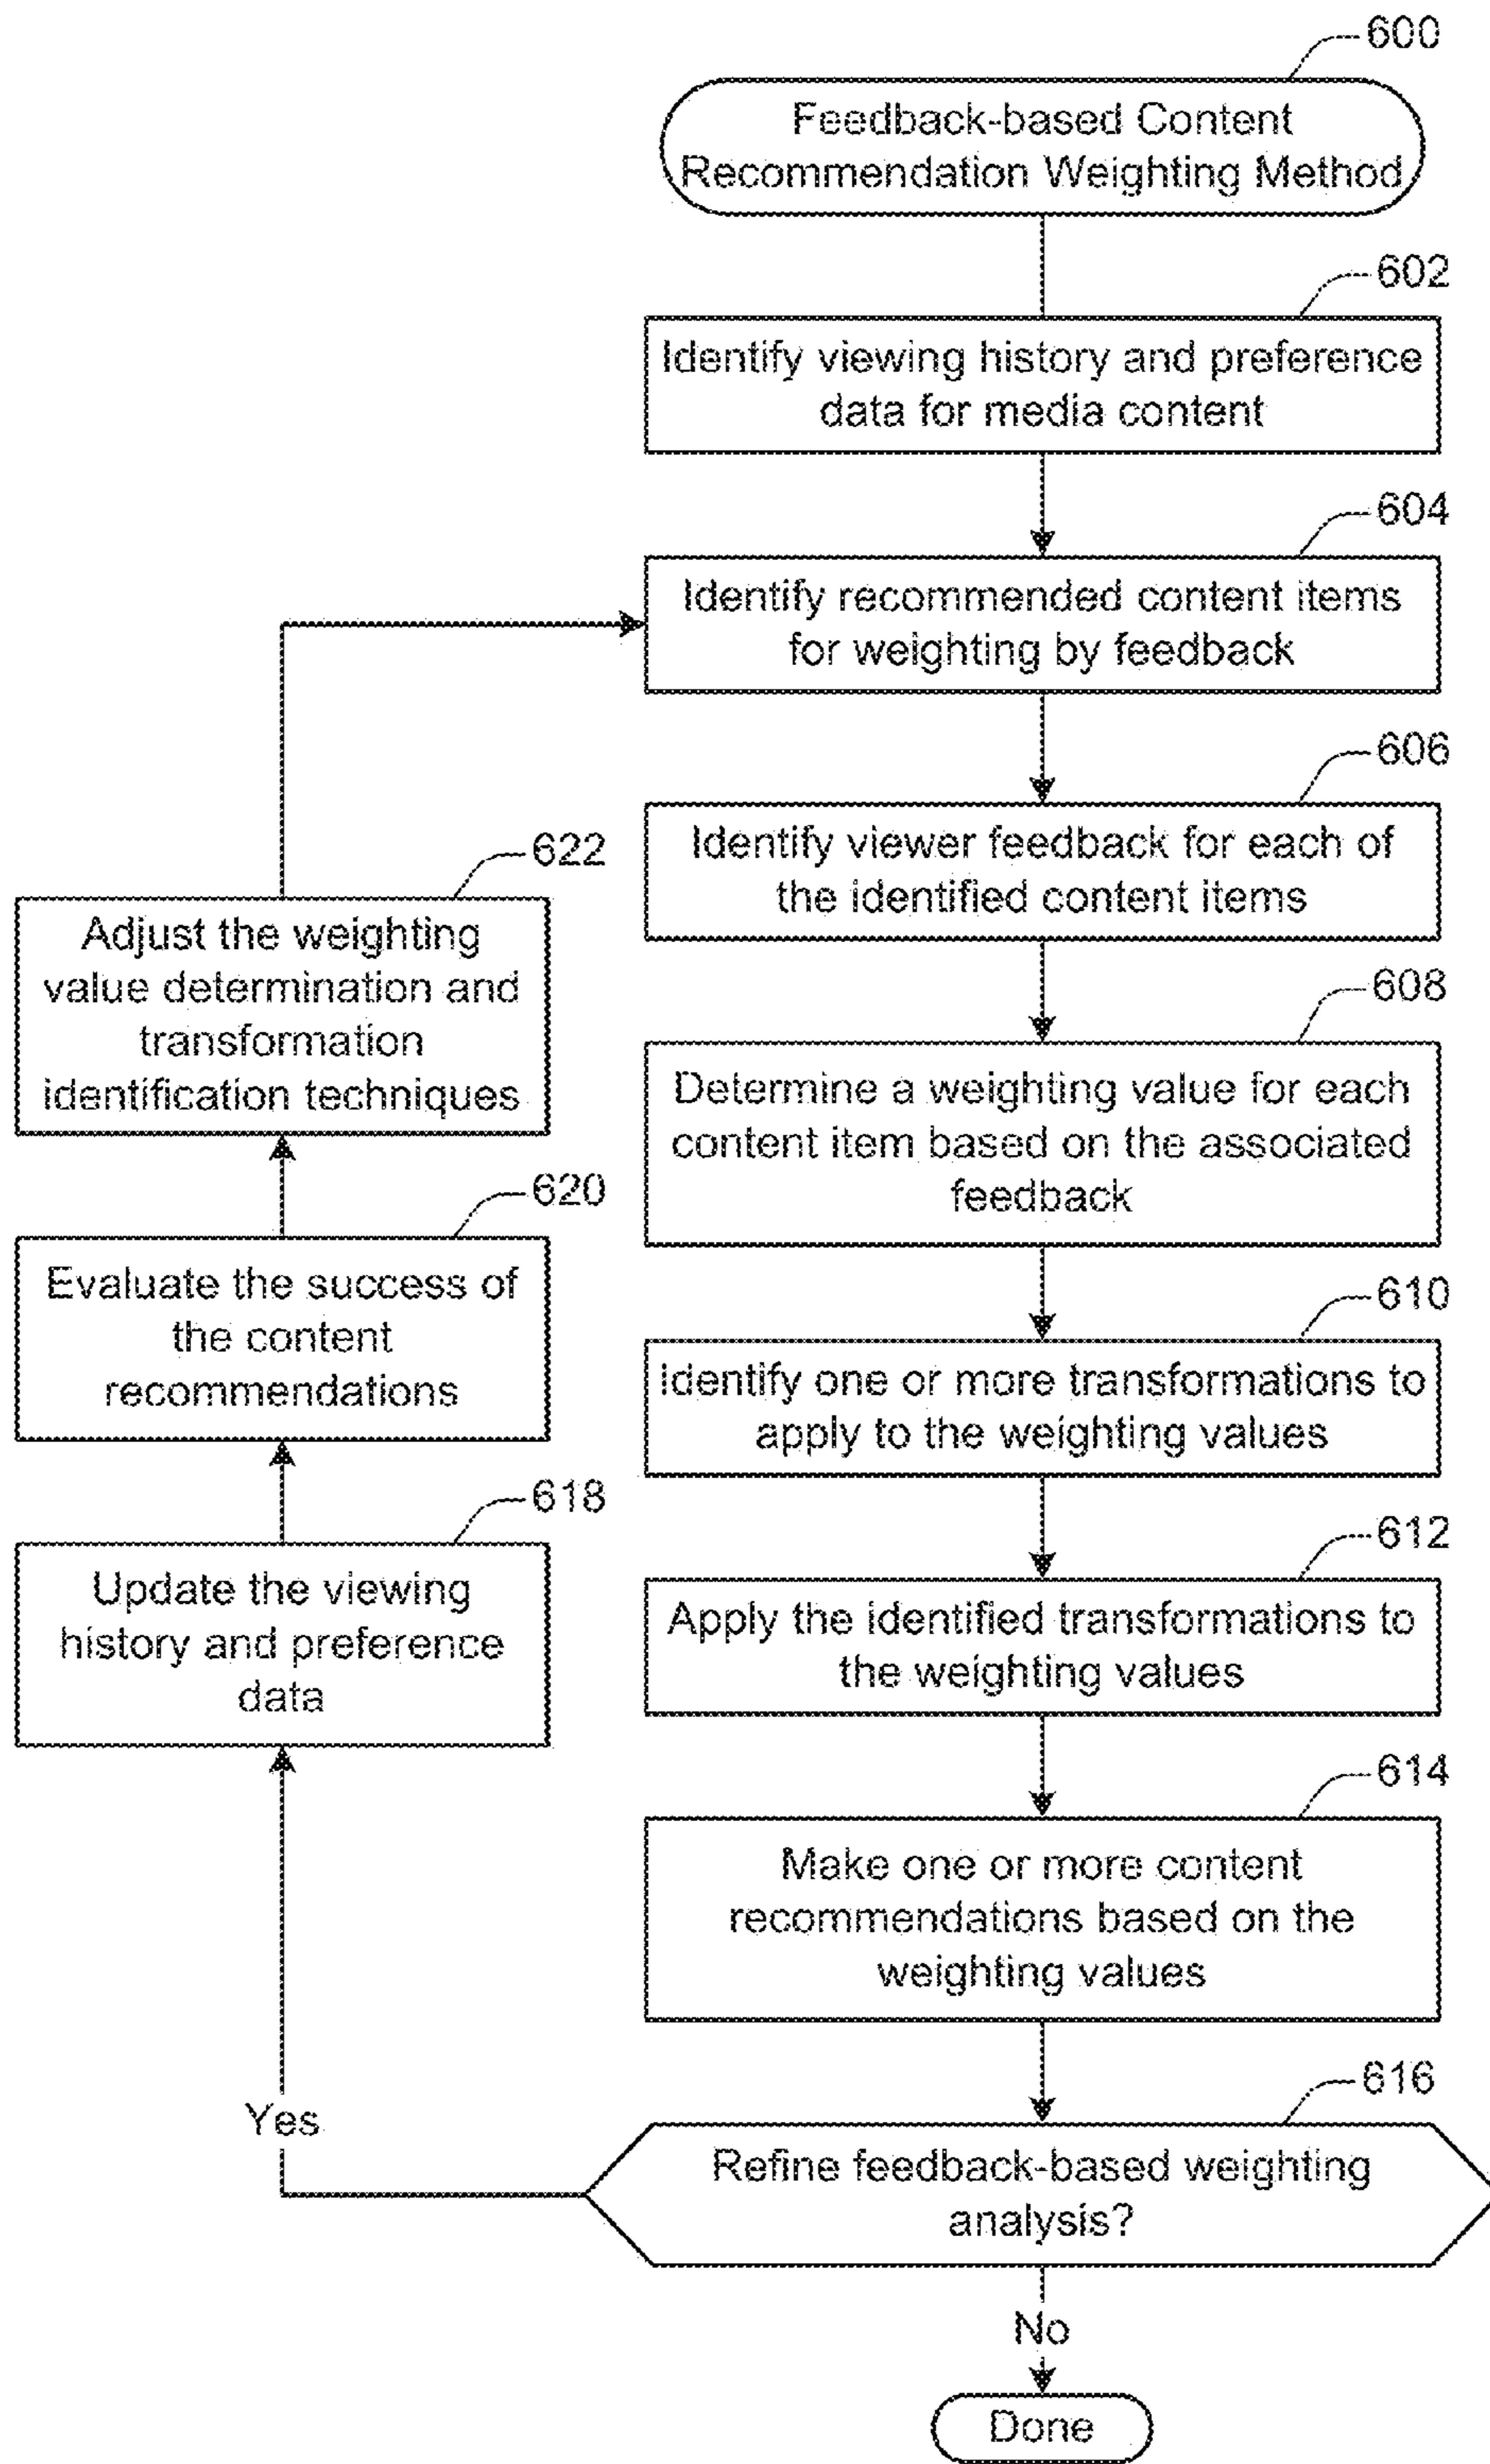 600
Feedback-based Content
Recommendation Weighting Method
602
Identify viewing history and preference
data for media content
604
Identify recommended content items
for weighting by feedback
606
Identify viewer feedback for each of
the identified content items
608
Determine a weighting value for each
content item based on the associated
feedback
610
Identify one or more transformations to
apply to the weighting values
612
Apply the identified transformations to
the weighting values
614
Make one or more content
recommendations based on the
weighting values
616
Refine feedback-based weighting
analysis?
Yes
618
Update the viewing
history and preference
data
620
Evaluate the success of
the content
recommendations
622
Adjust the weighting
value determination and
transformation
identification techniques
No
Done